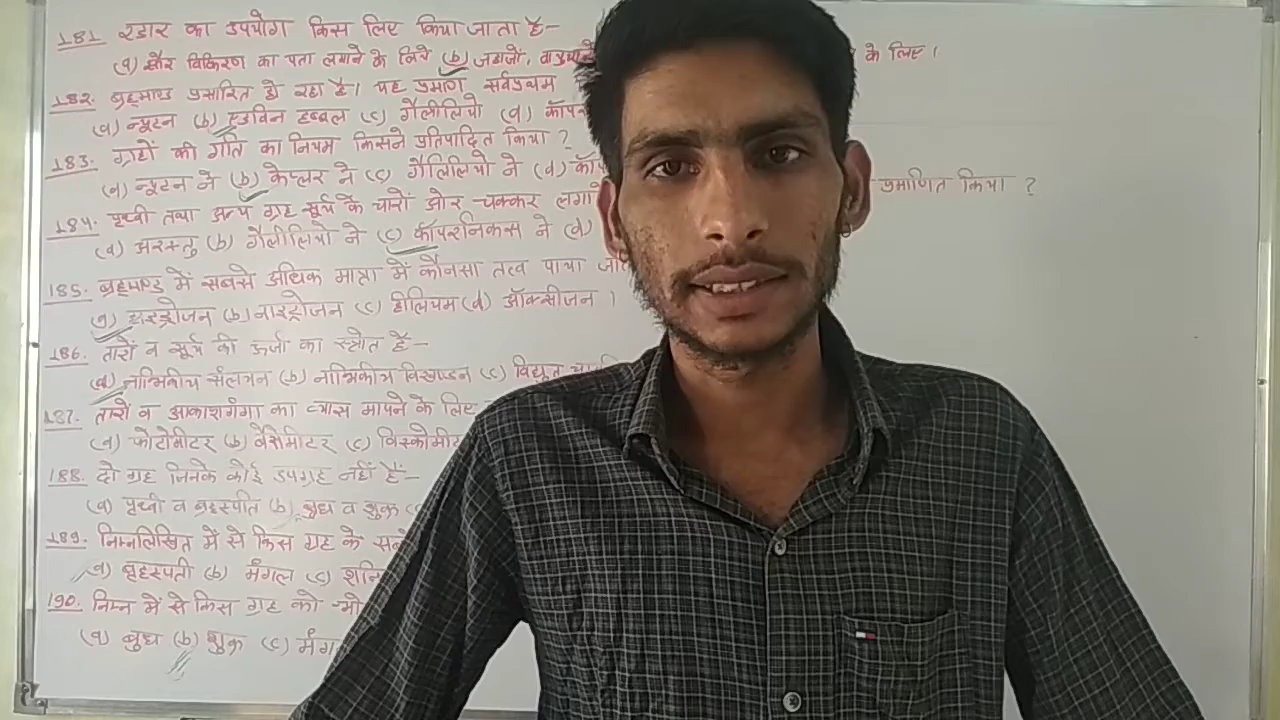 181 रडार का उपयोग किस लिए किया जाता है-
(a) सौर विकिरण का पता लगाने के लिये (b) जहाजों, के लिए।
182. ब्रह्माण्ड प्रसारित हो रहा है। यह प्रमाण सर्वप्रथम
(a) न्यूटन (b) एडविन हब्बल (c) गैलीलियो (d)
183. ग्रहों की गति का नियम किसने प्रतिपादित किया ?
(a) न्यूटन ने (b) केप्लर ने (c) गैलिलियो ने (d)
184. पृथ्वी तथा अन्य ग्रह सूर्य के चारों ओर चक्कर लगाते प्रमाणित किया ?
(a) अरस्तु (b) गैलीलियो ने (c) कॉपरनिकस ने (d)
185. ब्रह्माण्ड में सबसे अधिक मात्रा में कौनसा तत्व पाया
(a) हाइड्रोजन (b) नाइट्रोजन (c) हीलियम (d) ऑक्सीजन।
186. तारों व सूर्य की ऊर्जा का स्त्रोत है-
(a) नाभिकीय संलयन (b) नाभिकीय विखण्डन (c) विद्युत
187. तारों व आकाशगंगा का व्यास मापने के लिए
(a) फोटोमीटर (b) वेरोमीटर (c)
188. दो ग्रह जिनके कोई उपग्रह नहीं हैं-
(a) पृथ्वी व बृहस्पति (b) बुध व शुक्र (c
189. निम्नलिखित में से किस ग्रह के
(a) बृहस्पती (b) मंगल (c) शनि
190. निम्न में से किस ग्रह को
(a) बुध (b) शुक्र (c)